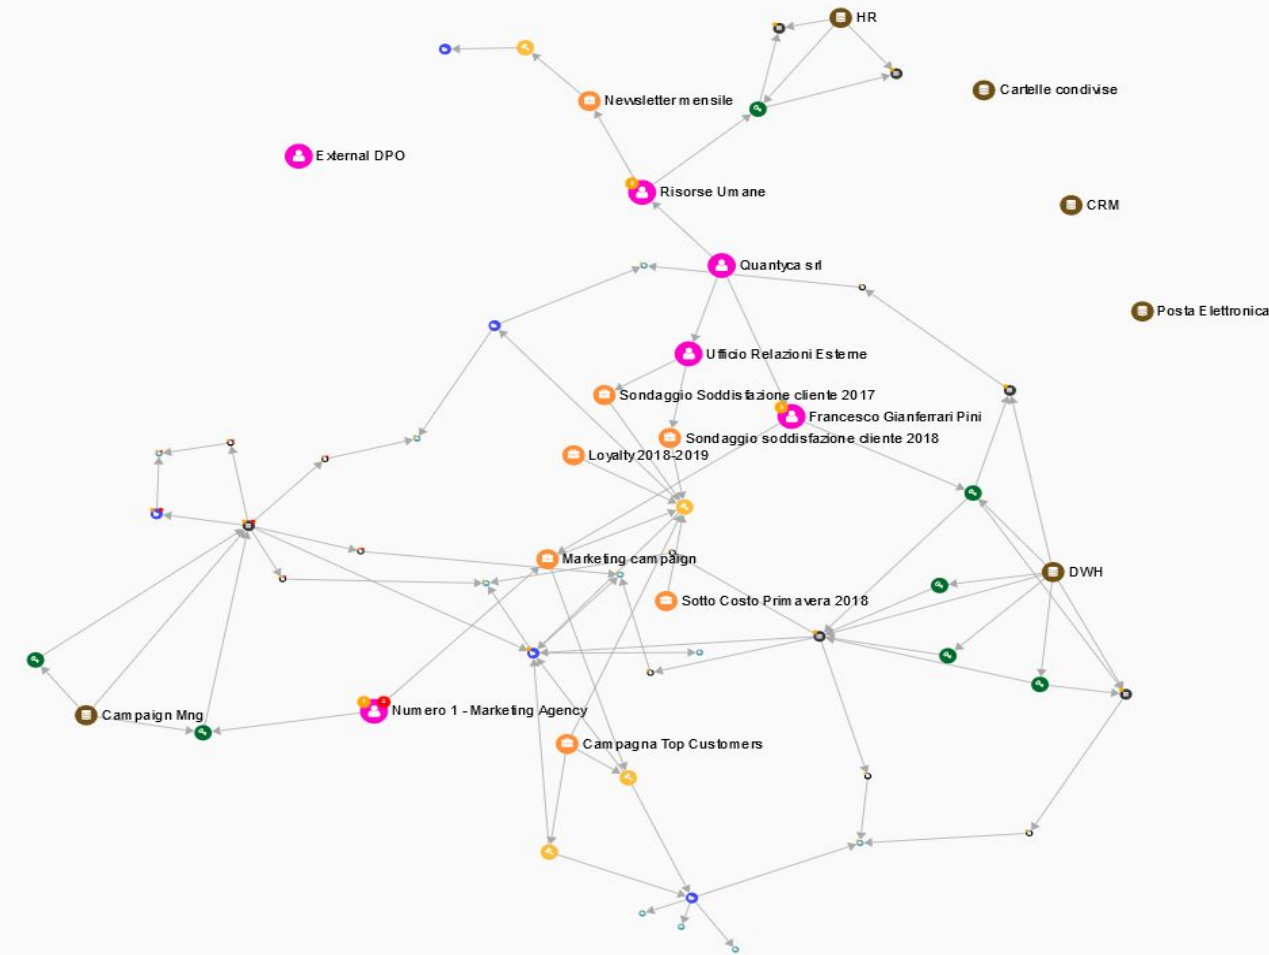 HR
Cartelle condivise
Newsletter mensile
External DPO
Risorse Umane
CRM
Quantyca srl
Posta Elettronica
Ufficio Relazioni Esterne
Sondaggio Soddisfazione cliente 2017
Francesco Gianferrari Pini
Sondaggio soddisfazione cliente 2018
Loyalty 2018-2019
Marketing campaign
DWH
Sotto Costo Primavera 2018
Campaign Mng
Numero 1 - Marketing Agency
Campagna Top Customers